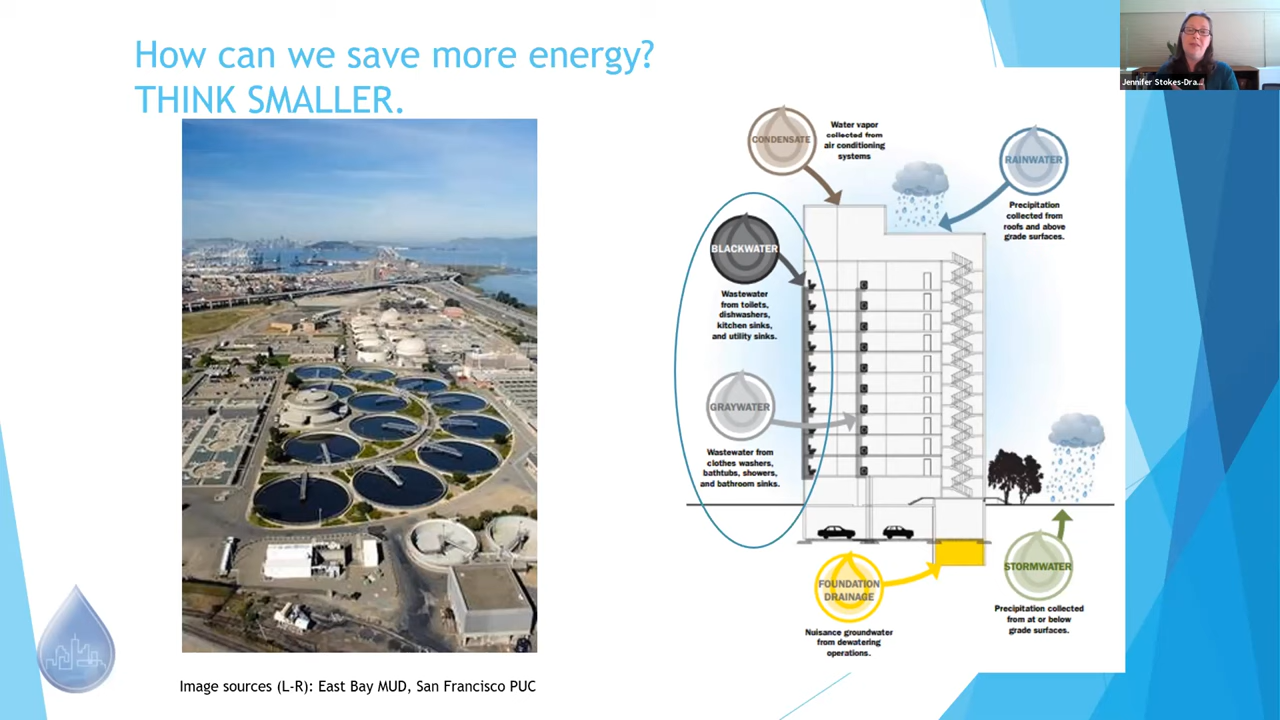 How can we save more energy?
THINK SMALLER.
Jennifer Stokes-Dra...
CONDENSATE
Water vapor
collected from
air conditioning
systems
RAINWATER
Precipitation
collected from
roofs and above
grade surfaces.
BLACKWATER
Wastewater
from toilets,
dishwashers,
kitchen sinks,
and utility sinks.
GRAYWATER
Wastewater from
clothes washers,
bathtubs, showers,
and bathroom sinks.
FOUNDATION
DRAINAGE
Nuisance groundwater
from dewatering
operations.
STORMWATER
Precipitation collected
from at or below
grade surfaces.
Image sources (L-R): East Bay MUD, San Francisco PUC